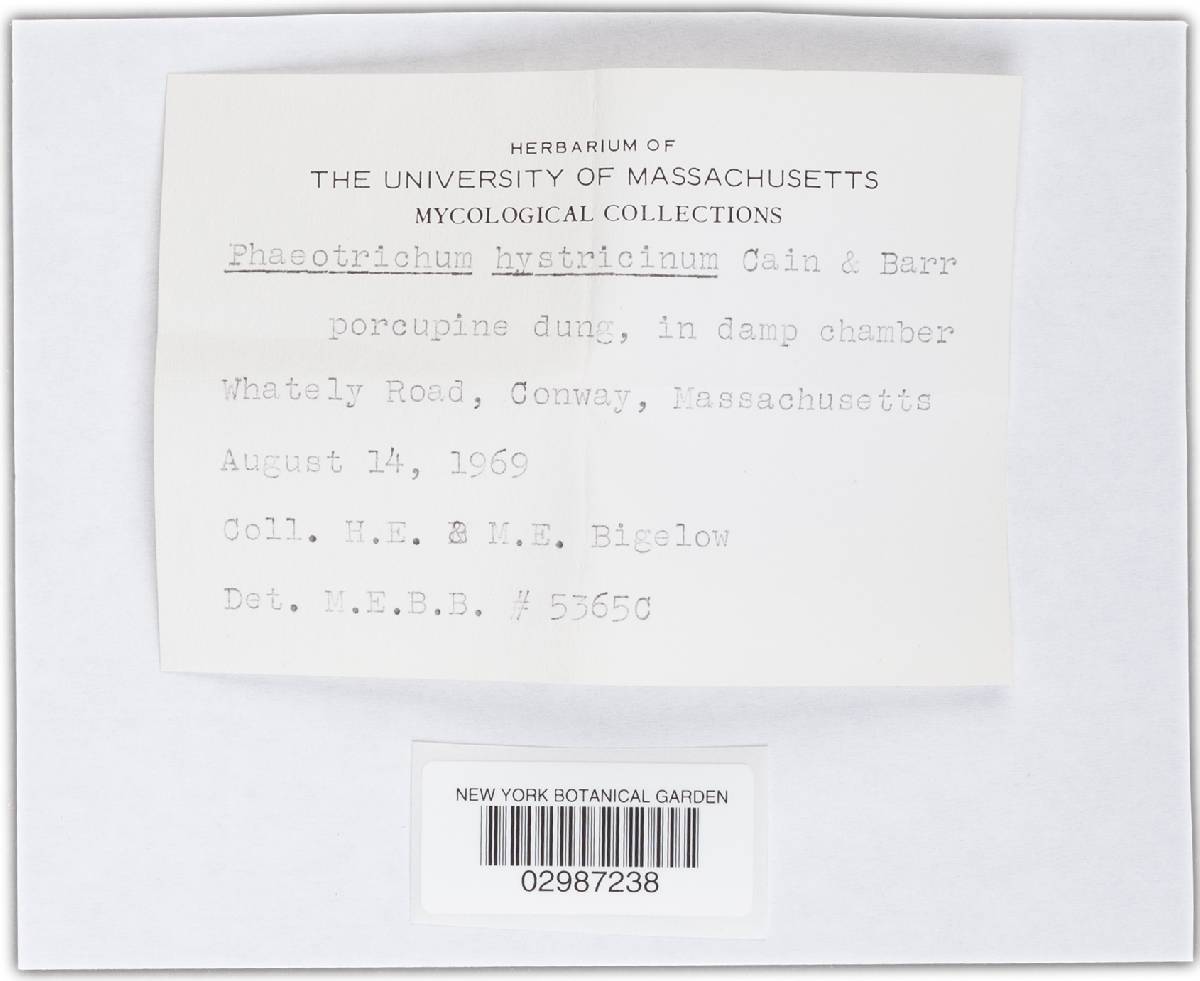 HERBARIUM OF
THE UNIVERSITY OF MASSACHUSETTS
MYCOLOGICAL COLLECTIONS
Phaeotrichum hystricinum Cain & Barr
porcupine dung, in damp chamber
Whately Road, Conway, Massachusetts
August 14, 1969
Coll. H.E. & M.E. Bigelow
Det. M.E.B.B. # 5365C
NEW YORK BOTANICAL GARDEN
02987238